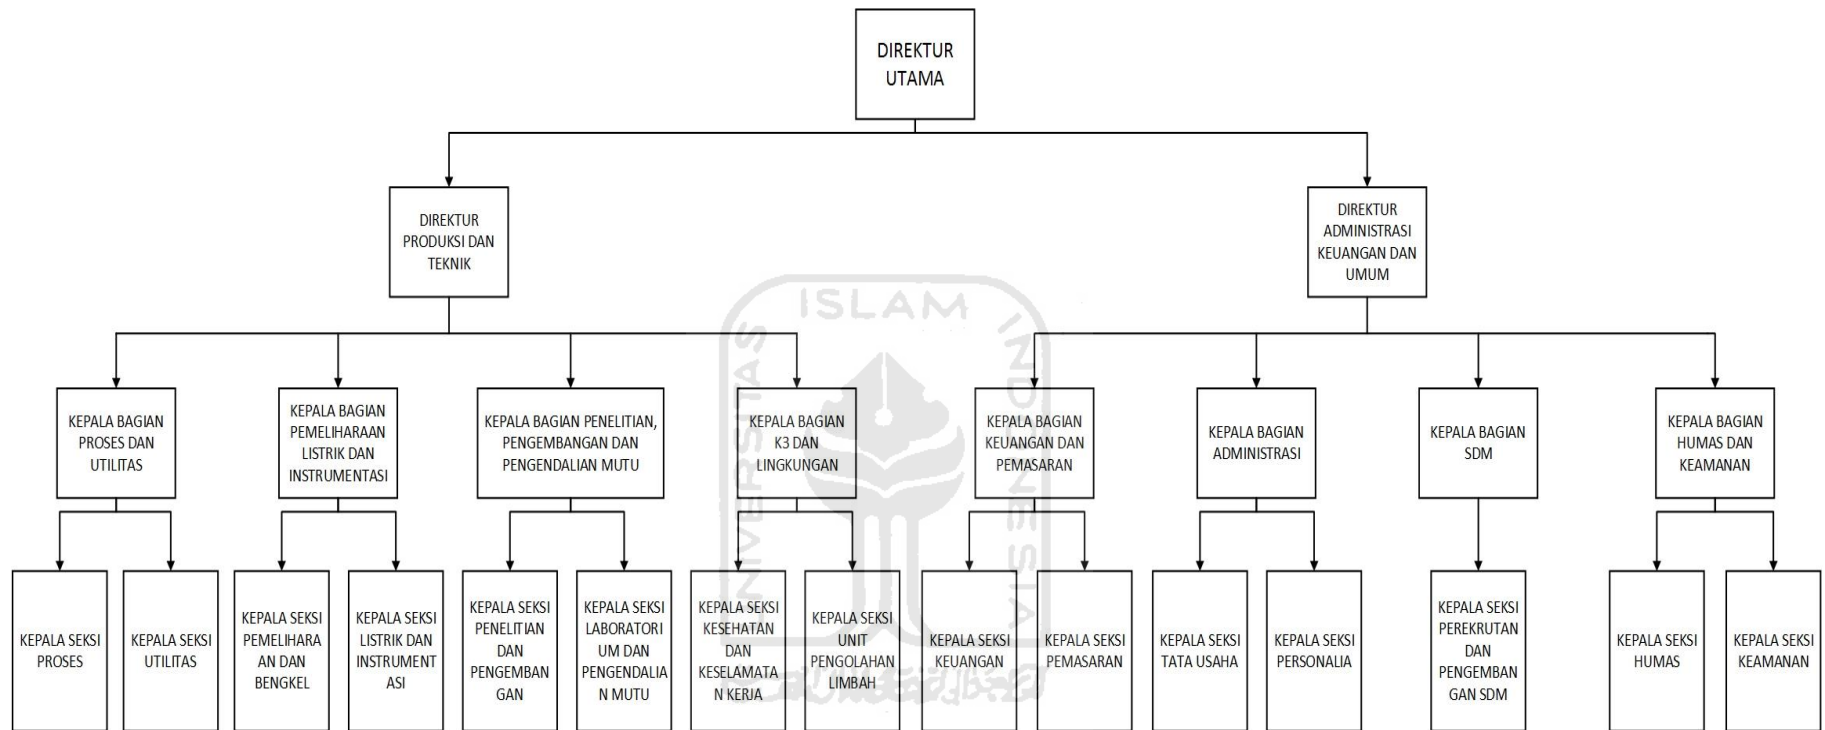 DIREKTUR
UTAMA
DIREKTUR
PRODUKSI DAN
TEKNIK
DIREKTUR
ADMINISTRASI
KEUANGAN DAN
UMUM
ISLAM
UNIVERSITAS
INDONESIA
KEPALA BAGIAN
PROSES DAN
UTILITAS
KEPALA BAGIAN
PEMELIHARAAN
LISTRIK DAN
INSTRUMENTASI
KEPALA BAGIAN PENELITIAN,
PENGEMBANGAN DAN
PENGENDALIAN MUTU
KEPALA BAGIAN
K3 DAN
LINGKUNGAN
KEPALA BAGIAN
KEUANGAN DAN
PEMASARAN
KEPALA BAGIAN
ADMINISTRASI
KEPALA BAGIAN
SDM
KEPALA BAGIAN
HUMAS DAN
KEAMANAN
KEPALA SEKSI
PROSES
KEPALA SEKSI
UTILITAS
KEPALA SEKSI
PEMELIHARA
AN DAN
BENGKEL
KEPALA SEKSI
LISTRIK DAN
INSTRUMENT
ASI
KEPALA SEKSI
PENELITIAN
DAN
PENGEMBAN
GAN
KEPALA SEKSI
LABORATORI
UM DAN
PENGENDALIA
N MUTU
KEPALA SEKSI
KESEHATAN
DAN
KESELAMATA
N KERJA
KEPALA SEKSI
UNIT
PENGOLAHAN
LIMBAH
KEPALA SEKSI
KEUANGAN
KEPALA SEKSI
PEMASARAN
KEPALA SEKSI
TATA USAHA
KEPALA SEKSI
PERSONALIA
KEPALA SEKSI
PEREKRUTAN
DAN
PENGEMBAN
GAN SDM
KEPALA SEKSI
HUMAS
KEPALA SEKSI
KEAMANAN